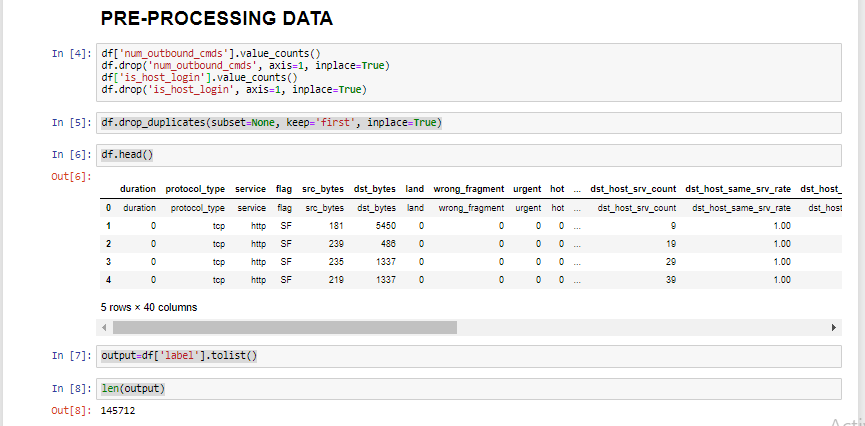 PRE-PROCESSING DATA
In [4]: df['num_outbound_cmds'].value_counts()
df.drop('num_outbound_cmds', axis=1, inplace=True)
df['is_host_login'].value_counts()
df.drop('is_host_login', axis=1, inplace=True)
In [5]: df.drop_duplicates(subset=None, keep='first', inplace=True)
In [6]: df.head()
Out[6]:
duration protocol_type service flag src_bytes dst_bytes land wrong_fragment urgent hot ... dst_host_srv_count dst_host_same_srv_rate dst_host_
0 duration protocol_type service flag src_bytes dst_bytes land wrong_fragment urgent hot ... dst_host_srv_count dst_host_same_srv_rate dst_host
1 0 tcp http SF 181 5450 0 0 0 0 ... 9 1.00
2 0 tcp http SF 239 486 0 0 0 0 ... 19 1.00
3 0 tcp http SF 235 1337 0 0 0 0 ... 29 1.00
4 0 tcp http SF 219 1337 0 0 0 0 ... 39 1.00
5 rows × 40 columns
In [7]: output=df['label'].tolist()
In [8]: len(output)
Out[8]: 145712